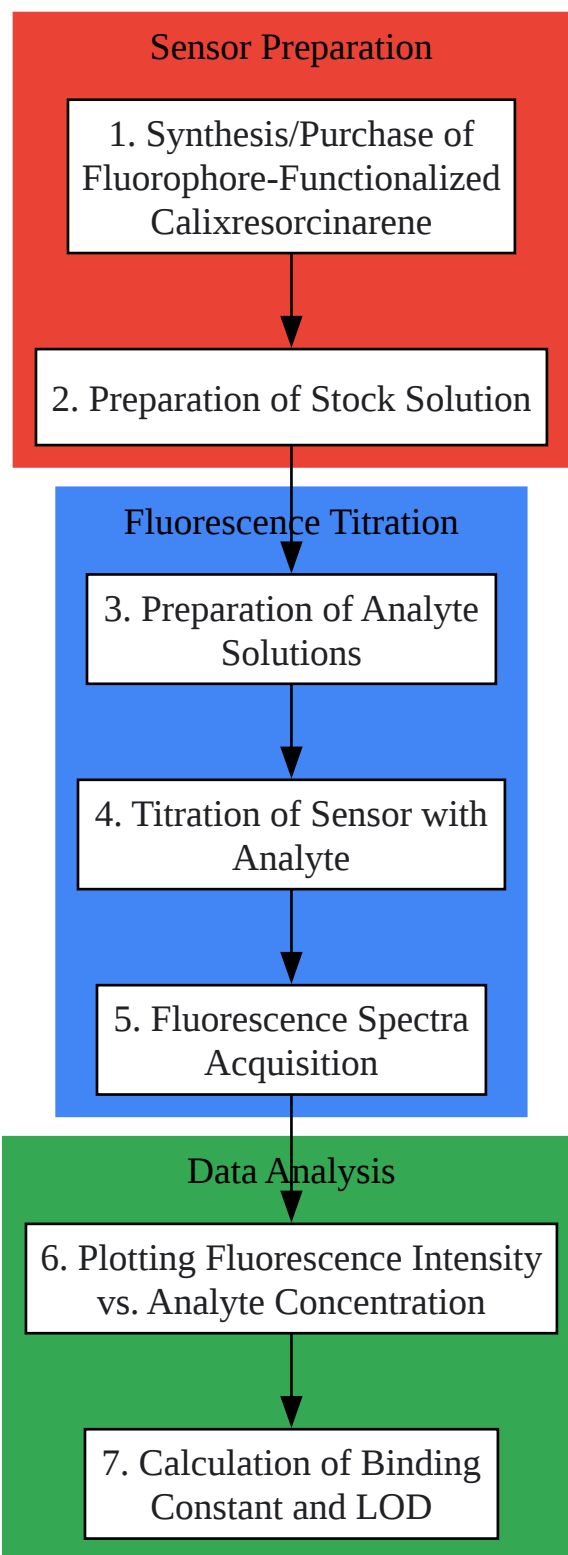 Sensor Preparation
1. Synthesis/Purchase of
Fluorophore-Functionalized
Calixresorcinarene
2. Preparation of Stock Solution
Fluorescence Titration
3. Preparation of Analyte
Solutions
4. Titration of Sensor with
Analyte
5. Fluorescence Spectra
Acquisition
Data Analysis
6. Plotting Fluorescence Intensity
vs. Analyte Concentration
7. Calculation of Binding
Constant and LOD